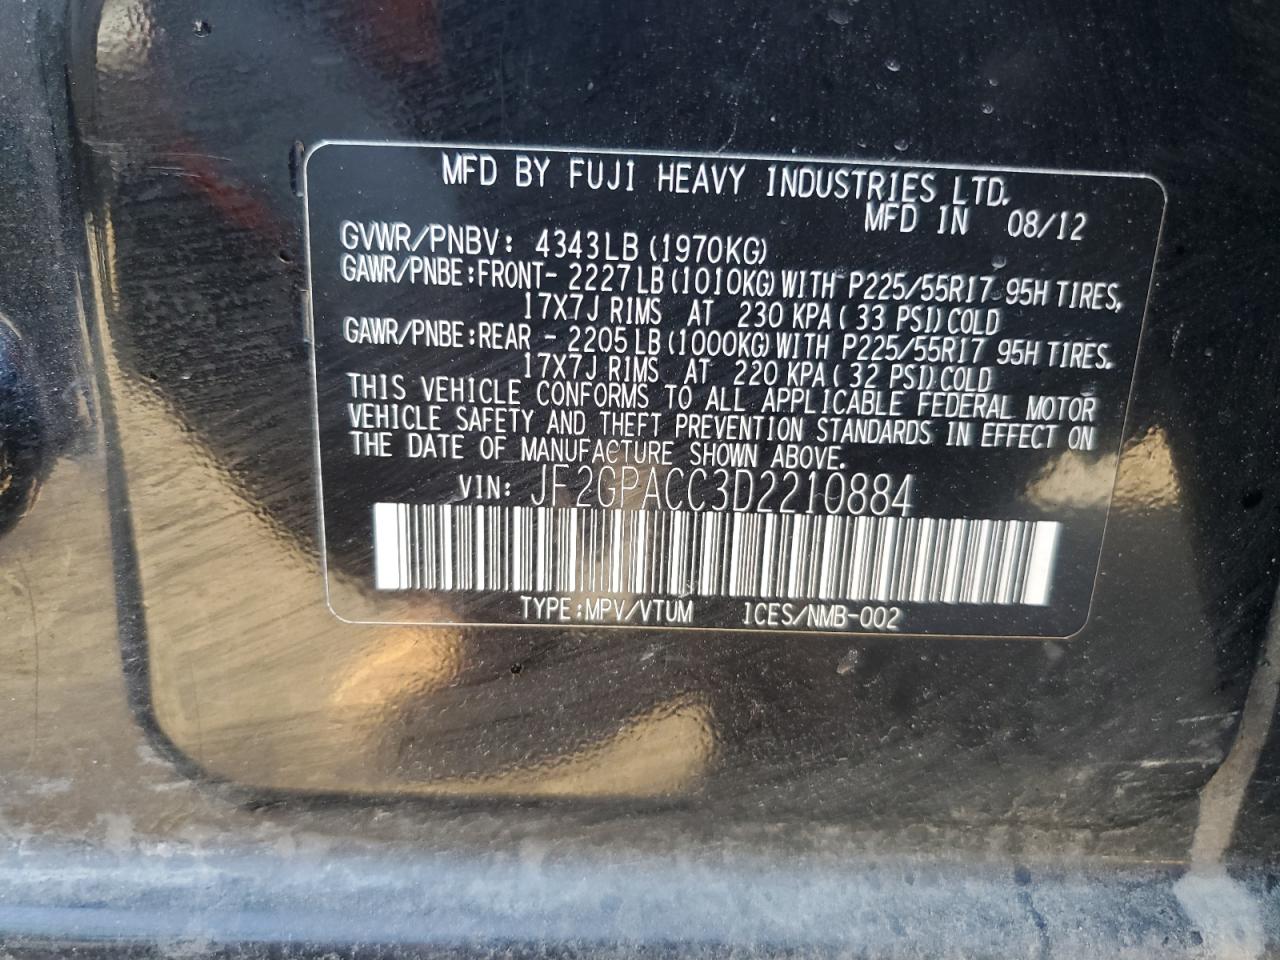 MFD BY FUJI HEAVY INDUSTRIES LTD.
MFD IN 08/12
GVWR/PNBV: 4343LB (1970KG)
GAWR/PNBE:FRONT- 2227LB (1010KG) WITH P225/55R17 95H TIRES,
17X7J RIMS AT 230 KPA( 33 PSI) COLD
GAWR/PNBE:REAR - 2205LB (1000KG) WITH P225/55R17 95H TIRES.
17X7J RIMS AT 220 KPA( 32 PSI) COLD
THIS VEHICLE CONFORMS TO ALL APPLICABLE FEDERAL MOTOR
VEHICLE SAFETY AND THEFT PREVENTION STANDARDS IN EFFECT ON
THE DATE OF MANUFACTURE SHOWN ABOVE.
VIN: JF2GPACC3D2210884
TYPE:MPV/VTUM ICES/NMB-002